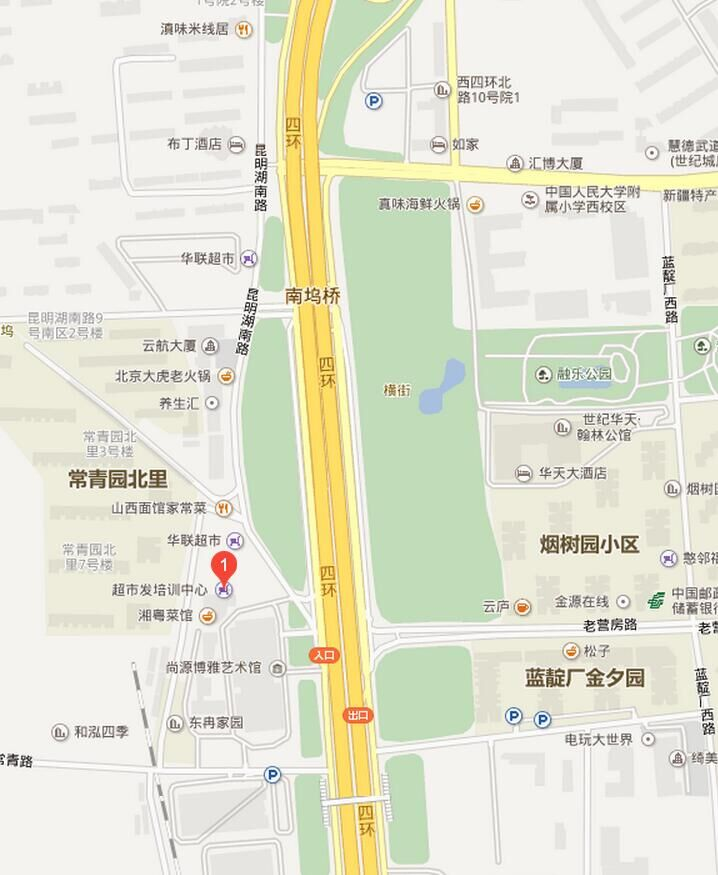 滇味米线居
西四环北
路10号院1
四环
布丁酒店
昆明湖南路
如家
汇博大厦
慧德武道
(世纪城
真味海鲜火锅
中国人民大学附
属小学西校区
新疆特产
华联超市
蓝靛厂西路
南坞桥
昆明湖南路
昆明湖南路9
号南区2号楼
坞
云航大厦
四环
北京大虎老火锅
融乐公园
横街
养生汇
世纪华天·
翰林公馆
常青园北
里3号楼
常青园北里
华天大酒店
烟树园
山西面馆家常菜
华联超市
烟树园小区
常青园北
里7号楼
憨邻福
1
四环
超市发培训中心
湘粤菜馆
云庐
金源在线
中国邮政
储蓄银行
老营房路
老营
入口
松子
尚源博雅艺术馆
蓝靛厂金夕园
蓝靛厂西路
出口
东冉家园
和泓四季
电玩大世界
绮美
常青路
四环
P
P
P
P